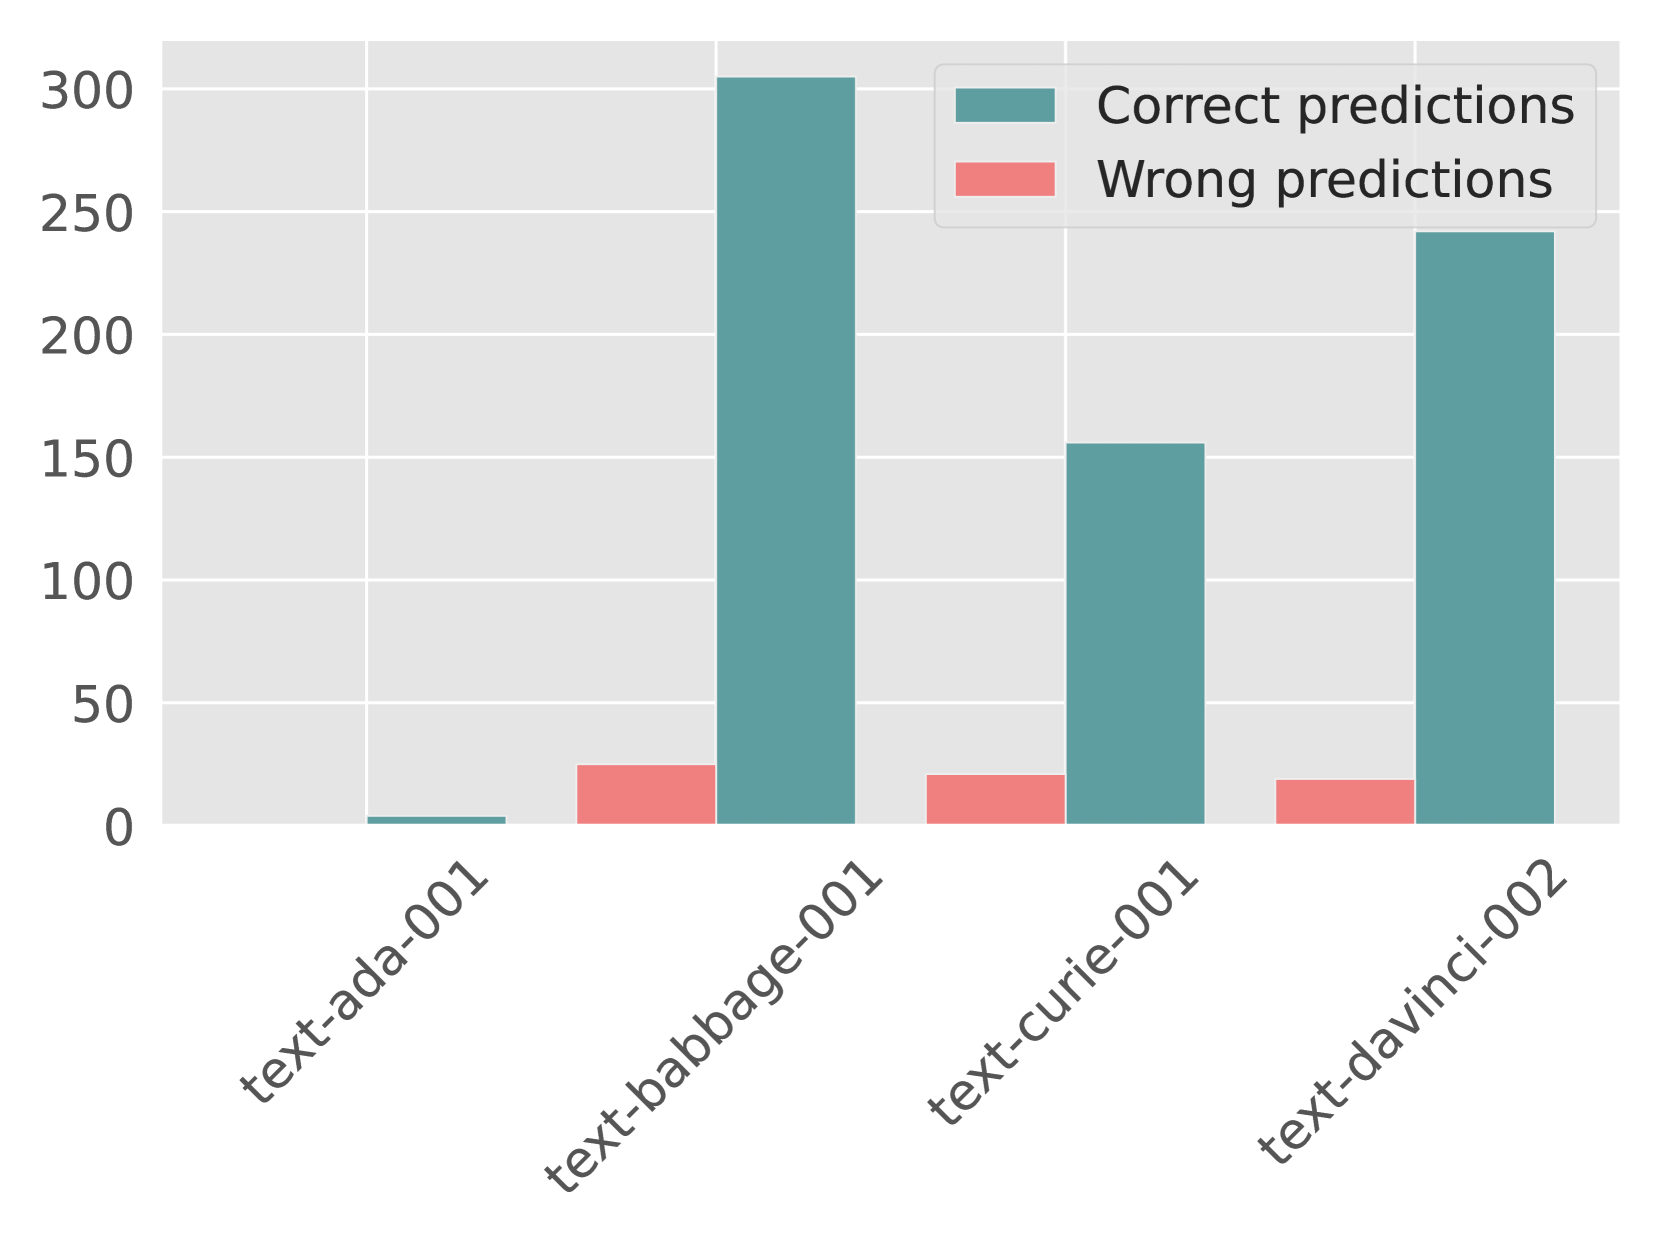 300
250
200
150
100
50
0
Correct predictions
Wrong predictions
text-ada-001
text-babbage-001
text-curie-001
text-davinci-002